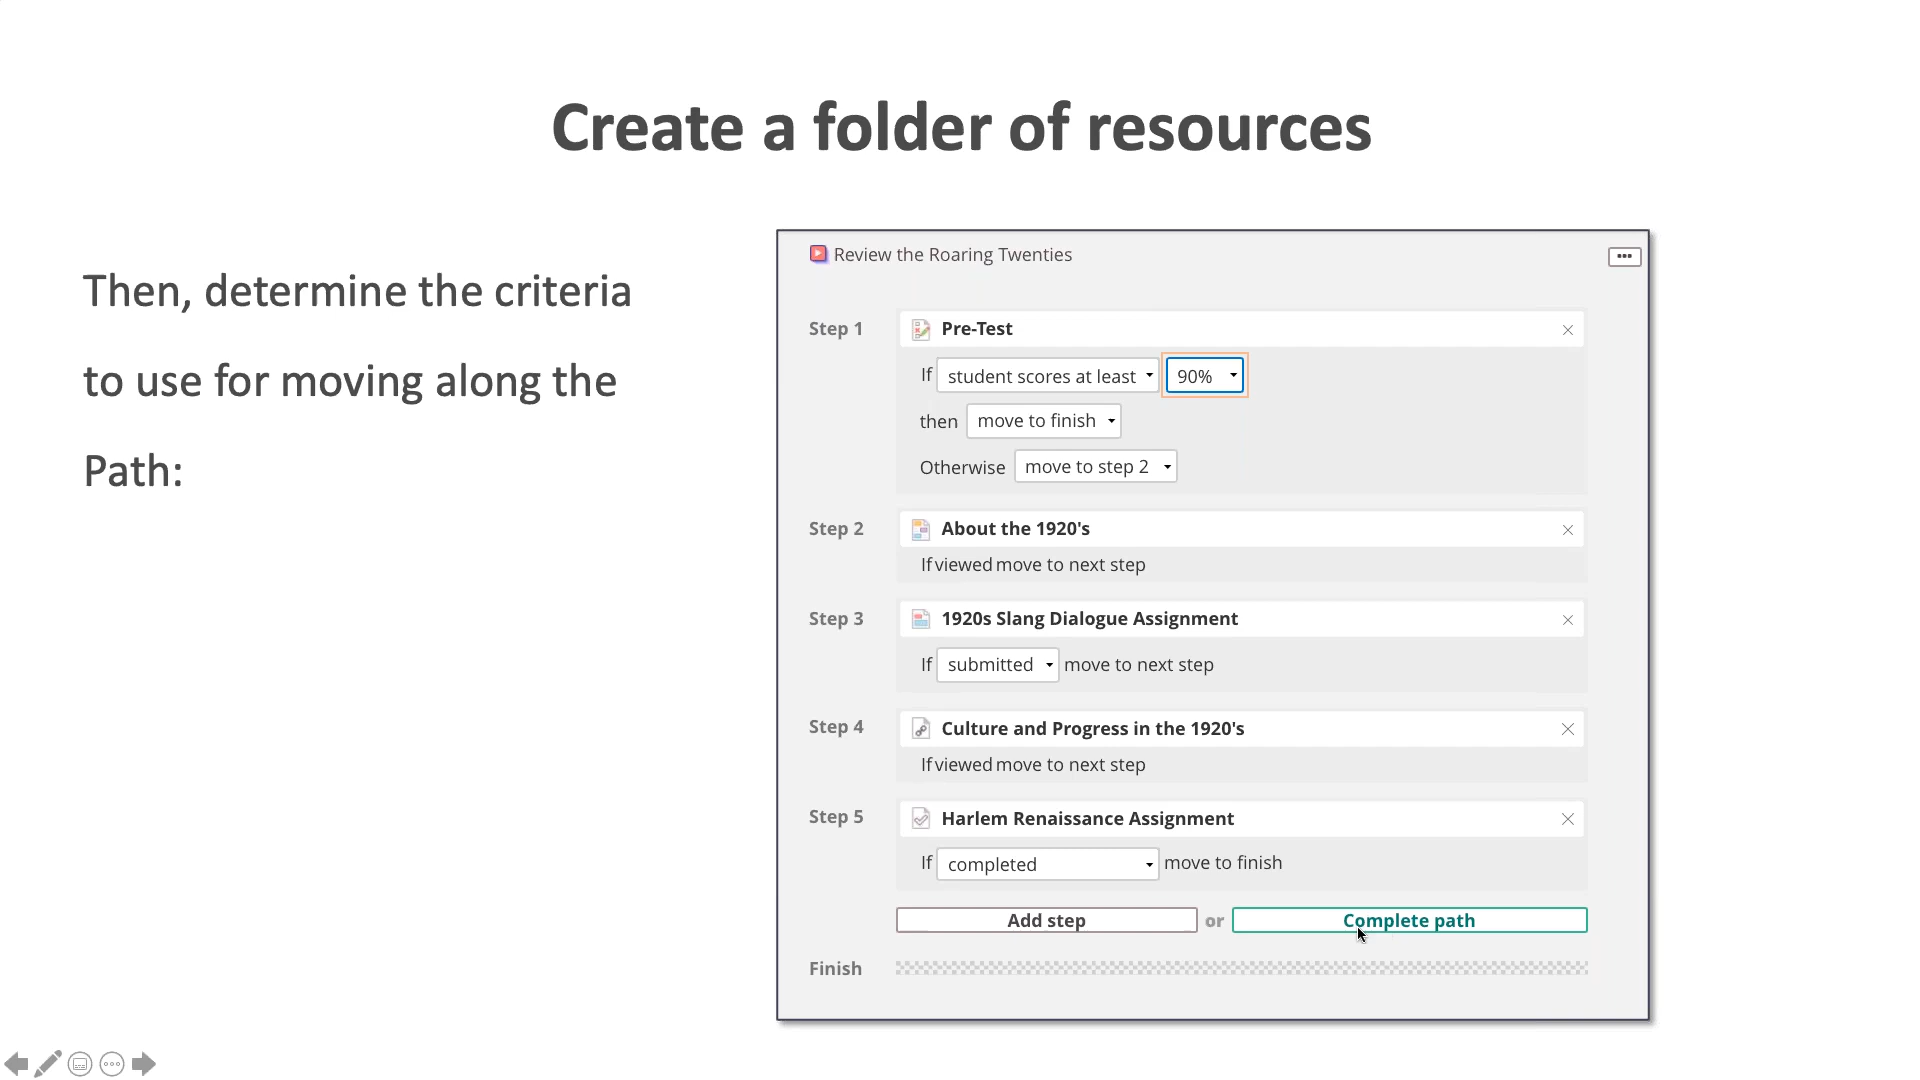 Create a folder of resources
Then, determine the criteria
to use for moving along the
Path:
Review the Roaring Twenties
Step 1 Pre-Test
If student scores at least 90%
then move to finish
Otherwise move to step 2
Step 2 About the 1920's
If viewed move to next step
Step 3 1920s Slang Dialogue Assignment
If submitted move to next step
Step 4 Culture and Progress in the 1920's
If viewed move to next step
Step 5 Harlem Renaissance Assignment
If completed move to finish
Add step or Complete path
Finish